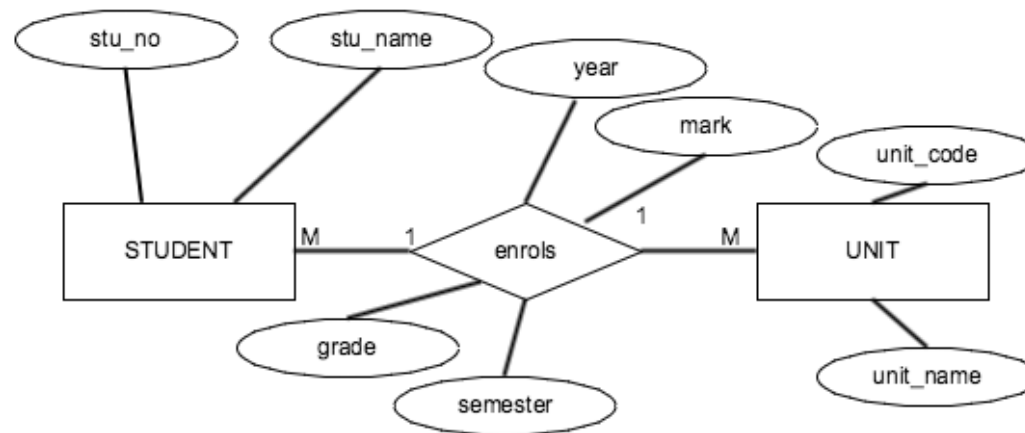 stu_no
stu_name
year
mark
unit_code
STUDENT
M
1
enrols
1
M
UNIT
grade
semester
unit_name